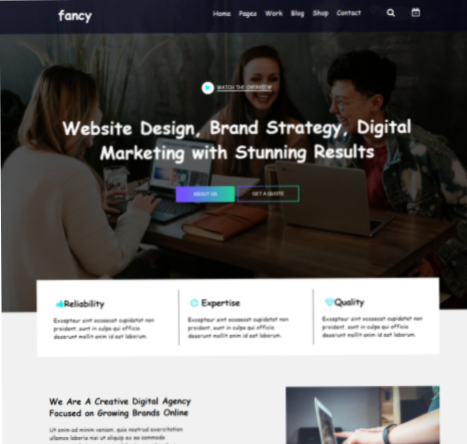 fancy
Home Pages Work Blog Shop Contact
WATCH THE OVERVIEW
Website Design, Brand Strategy, Digital
Marketing with Stunning Results
ABOUT US
GET A QUOTE
Reliability
Excepteur sint occaecat cupidatat non
proident, sunt in culpa qui officia
deserunt mollit anim id est laborum.
Expertise
Excepteur sint occaecat cupidatat non
proident, sunt in culpa qui officia
deserunt mollit anim id est laborum.
Quality
Excepteur sint occaecat cupidatat non
proident, sunt in culpa qui officia
deserunt mollit anim id est laborum.
We Are A Creative Digital Agency
Focused on Growing Brands Online
Ut enim ad minim veniam, quis nostrud exercitation
ullamco laboris nisi ut aliquip ex ea commodo